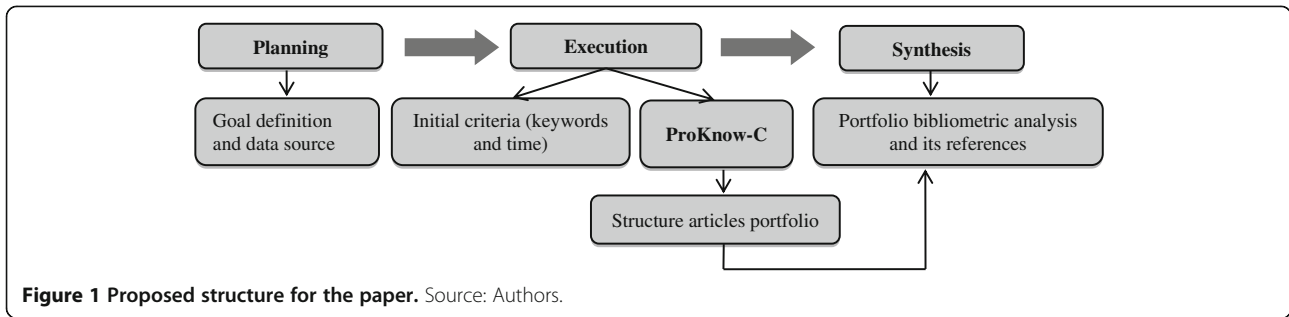 Planning
Execution
Synthesis
Goal definition
and data source
Initial criteria (keywords
and time)
ProKnow-C
Portfolio bibliometric analysis
and its references
Structure articles portfolio
Figure 1 Proposed structure for the paper. Source: Authors.